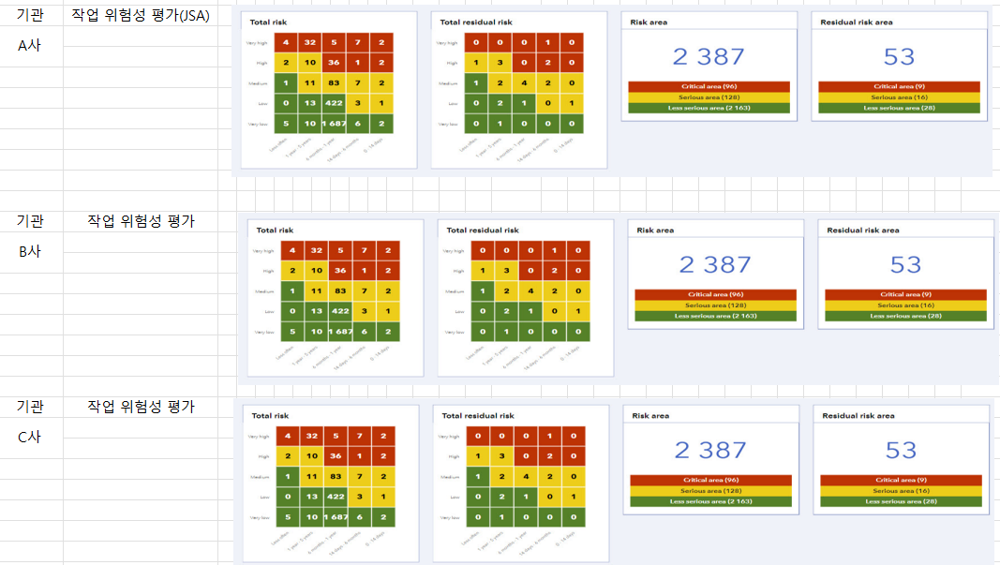 기관 작업 위험성 평가(JSA)
A사
Total risk
Very high 4 32 5 7 2
High 2 10 36 1 2
Medium 1 11 83 7 2
Low 0 13 422 3 1
Very low 5 10 1 687 6 2
Less often 1 year - 5 years 6 months - 1 year 14 days - 6 months 0 - 14 days
Total residual risk
Very high 0 0 0 1 0
High 1 3 0 2 0
Medium 1 2 4 2 0
Low 0 2 1 0 1
Very low 0 1 0 0 0
Less often 1 year - 5 years 6 months - 1 year 14 days - 6 months 0 - 14 days
Risk area
2 387
Critical area (96)
Serious area (128)
Less serious area (2 163)
Residual risk area
53
Critical area (9)
Serious area (16)
Less serious area (28)
기관 작업 위험성 평가
B사
Total risk
Very high 4 32 5 7 2
High 2 10 36 1 2
Medium 1 11 83 7 2
Low 0 13 422 3 1
Very low 5 10 1 687 6 2
Less often 1 year - 5 years 6 months - 1 year 14 days - 6 months 0 - 14 days
Total residual risk
Very high 0 0 0 1 0
High 1 3 0 2 0
Medium 1 2 4 2 0
Low 0 2 1 0 1
Very low 0 1 0 0 0
Less often 1 year - 5 years 6 months - 1 year 14 days - 6 months 0 - 14 days
Risk area
2 387
Critical area (96)
Serious area (128)
Less serious area (2 163)
Residual risk area
53
Critical area (9)
Serious area (16)
Less serious area (28)
기관 작업 위험성 평가
C사
Total risk
Very high 4 32 5 7 2
High 2 10 36 1 2
Medium 1 11 83 7 2
Low 0 13 422 3 1
Very low 5 10 1 687 6 2
Less often 1 year - 5 years 6 months - 1 year 14 days - 6 months 0 - 14 days
Total residual risk
Very high 0 0 0 1 0
High 1 3 0 2 0
Medium 1 2 4 2 0
Low 0 2 1 0 1
Very low 0 1 0 0 0
Less often 1 year - 5 years 6 months - 1 year 14 days - 6 months 0 - 14 days
Risk area
2 387
Critical area (96)
Serious area (128)
Less serious area (2 163)
Residual risk area
53
Critical area (9)
Serious area (16)
Less serious area (28)